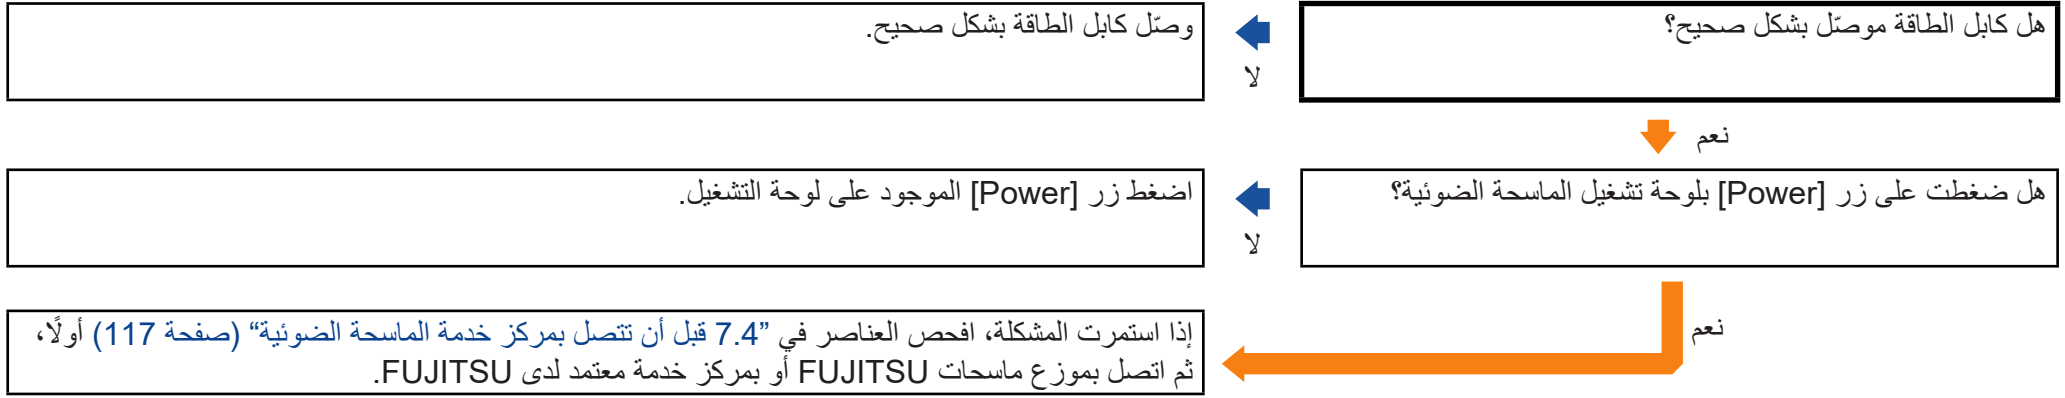 هل كابل الطاقة موصّل بشكل صحيح؟
لا
وصّل كابل الطاقة بشكل صحيح.
نعم
هل ضغطت على زر [Power] بلوحة تشغيل الماسحة الضوئية؟
لا
اضغط زر [Power] الموجود على لوحة التشغيل.
نعم
إذا استمرت المشكلة، افحص العناصر في ”7.4 قبل أن تتصل بمركز خدمة الماسحة الضوئية“ (صفحة 117) أولًا،
ثم اتصل بموزع ماسحات FUJITSU أو بمركز خدمة معتمد لدى FUJITSU.